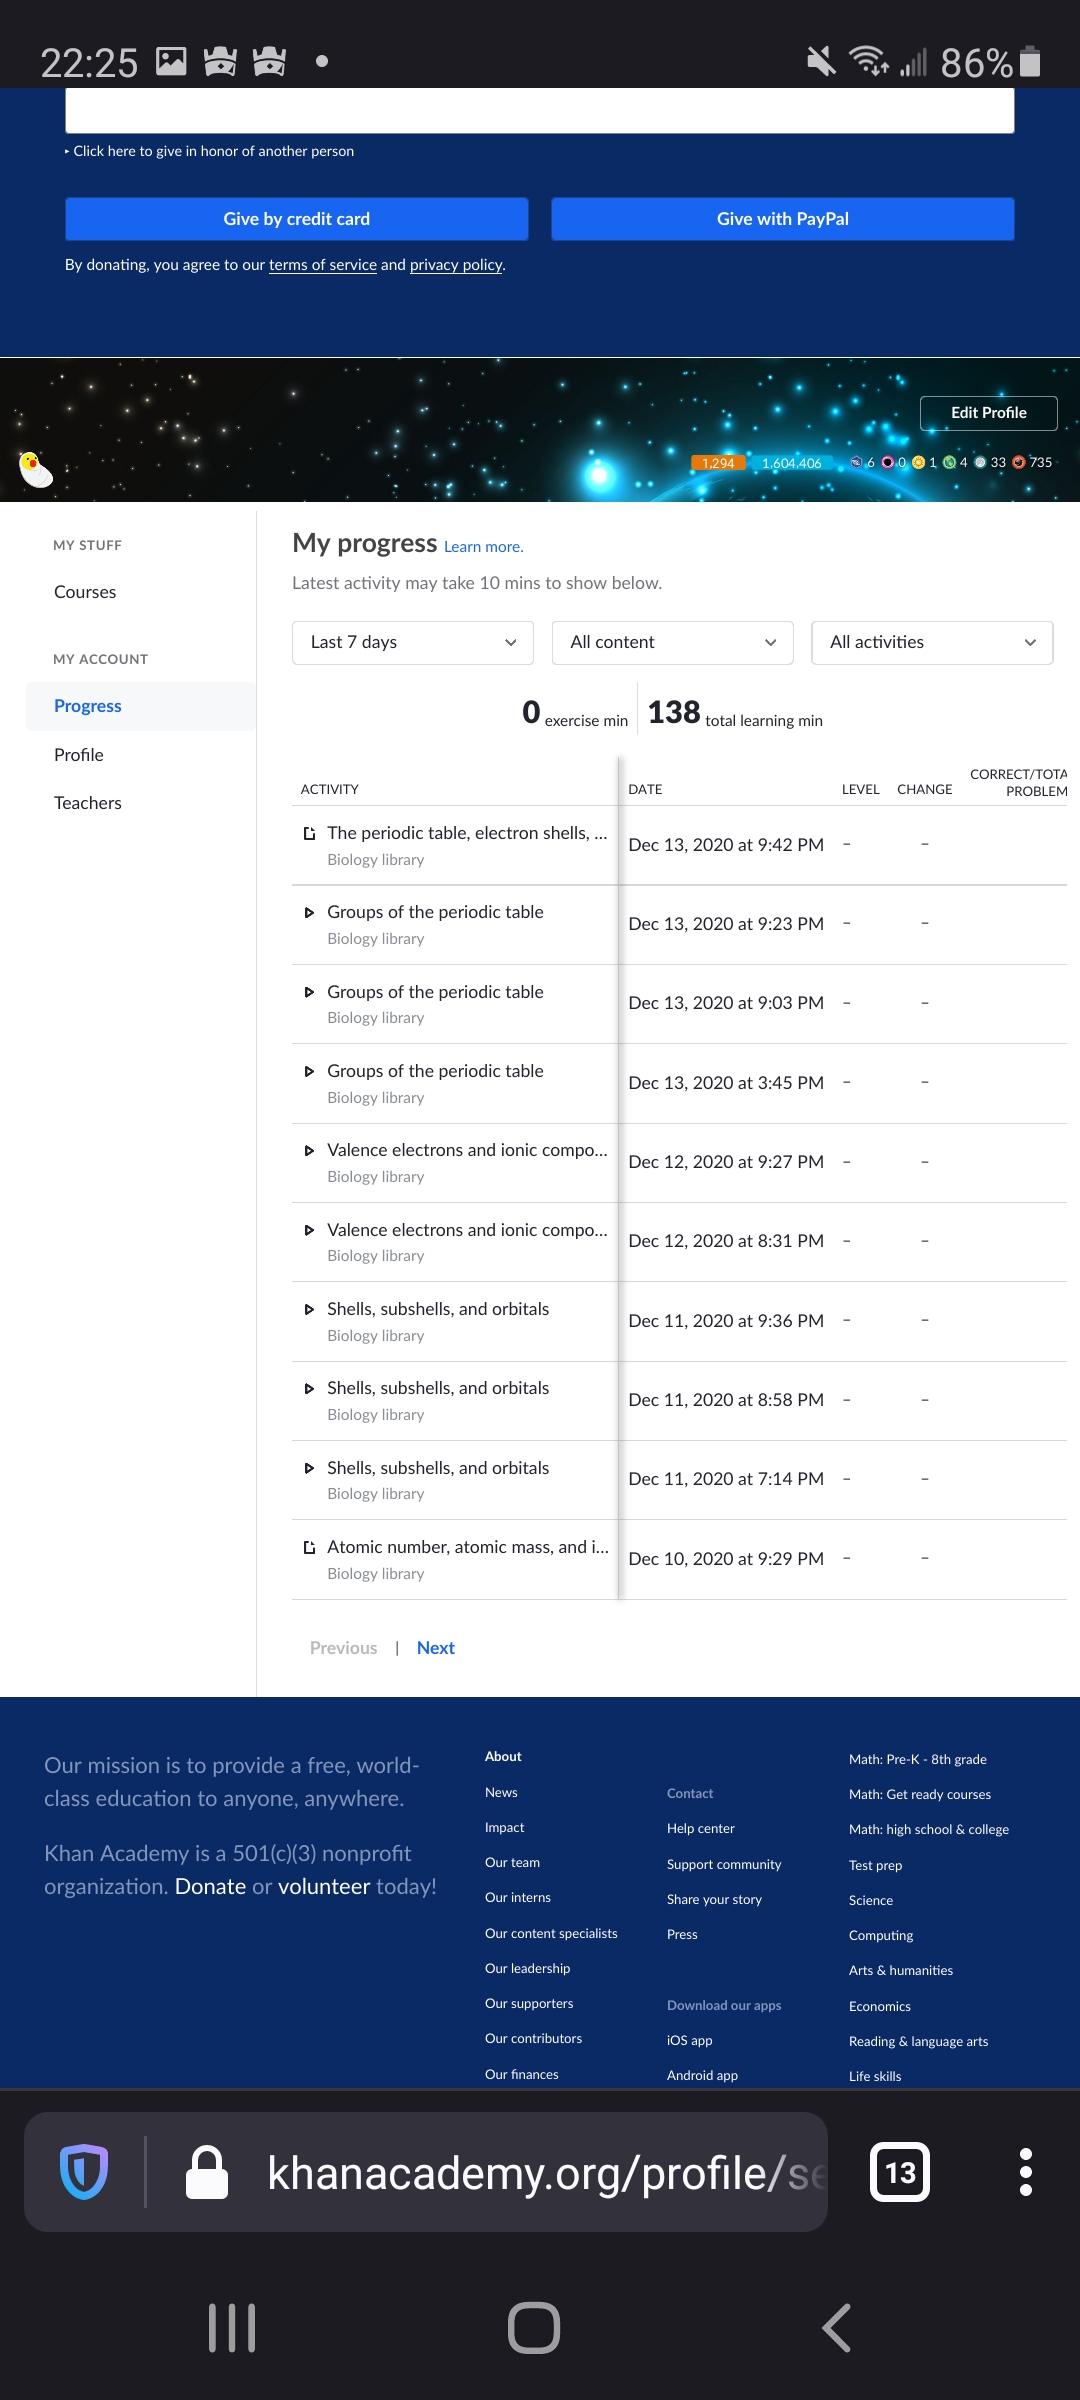 22:25
86%
▸ Click here to give in honor of another person
Give by credit card
Give with PayPal
By donating, you agree to our terms of service and privacy policy.
Edit Profile
1,294 1,604,406 6 0 1 4 33 735
MY STUFF
Courses
MY ACCOUNT
Progress
Profile
Teachers
My progress Learn more.
Latest activity may take 10 mins to show below.
Last 7 days
All content
All activities
0 exercise min
138 total learning min
ACTIVITY DATE LEVEL CHANGE CORRECT/TOTA
PROBLEM
The periodic table, electron shells, ...
Biology library
Dec 13, 2020 at 9:42 PM – –
Groups of the periodic table
Biology library
Dec 13, 2020 at 9:23 PM – –
Groups of the periodic table
Biology library
Dec 13, 2020 at 9:03 PM – –
Groups of the periodic table
Biology library
Dec 13, 2020 at 3:45 PM – –
Valence electrons and ionic compo...
Biology library
Dec 12, 2020 at 9:27 PM – –
Valence electrons and ionic compo...
Biology library
Dec 12, 2020 at 8:31 PM – –
Shells, subshells, and orbitals
Biology library
Dec 11, 2020 at 9:36 PM – –
Shells, subshells, and orbitals
Biology library
Dec 11, 2020 at 8:58 PM – –
Shells, subshells, and orbitals
Biology library
Dec 11, 2020 at 7:14 PM – –
Atomic number, atomic mass, and i...
Biology library
Dec 10, 2020 at 9:29 PM – –
Previous | Next
Our mission is to provide a free, world-
class education to anyone, anywhere.
Khan Academy is a 501(c)(3) nonprofit
organization. Donate or volunteer today!
About
News
Impact
Our team
Our interns
Our content specialists
Our leadership
Our supporters
Our contributors
Our finances
Contact
Help center
Support community
Share your story
Press
Download our apps
iOS app
Android app
Math: Pre-K - 8th grade
Math: Get ready courses
Math: high school & college
Test prep
Science
Computing
Arts & humanities
Economics
Reading & language arts
Life skills
khanacademy.org/profile/se
13